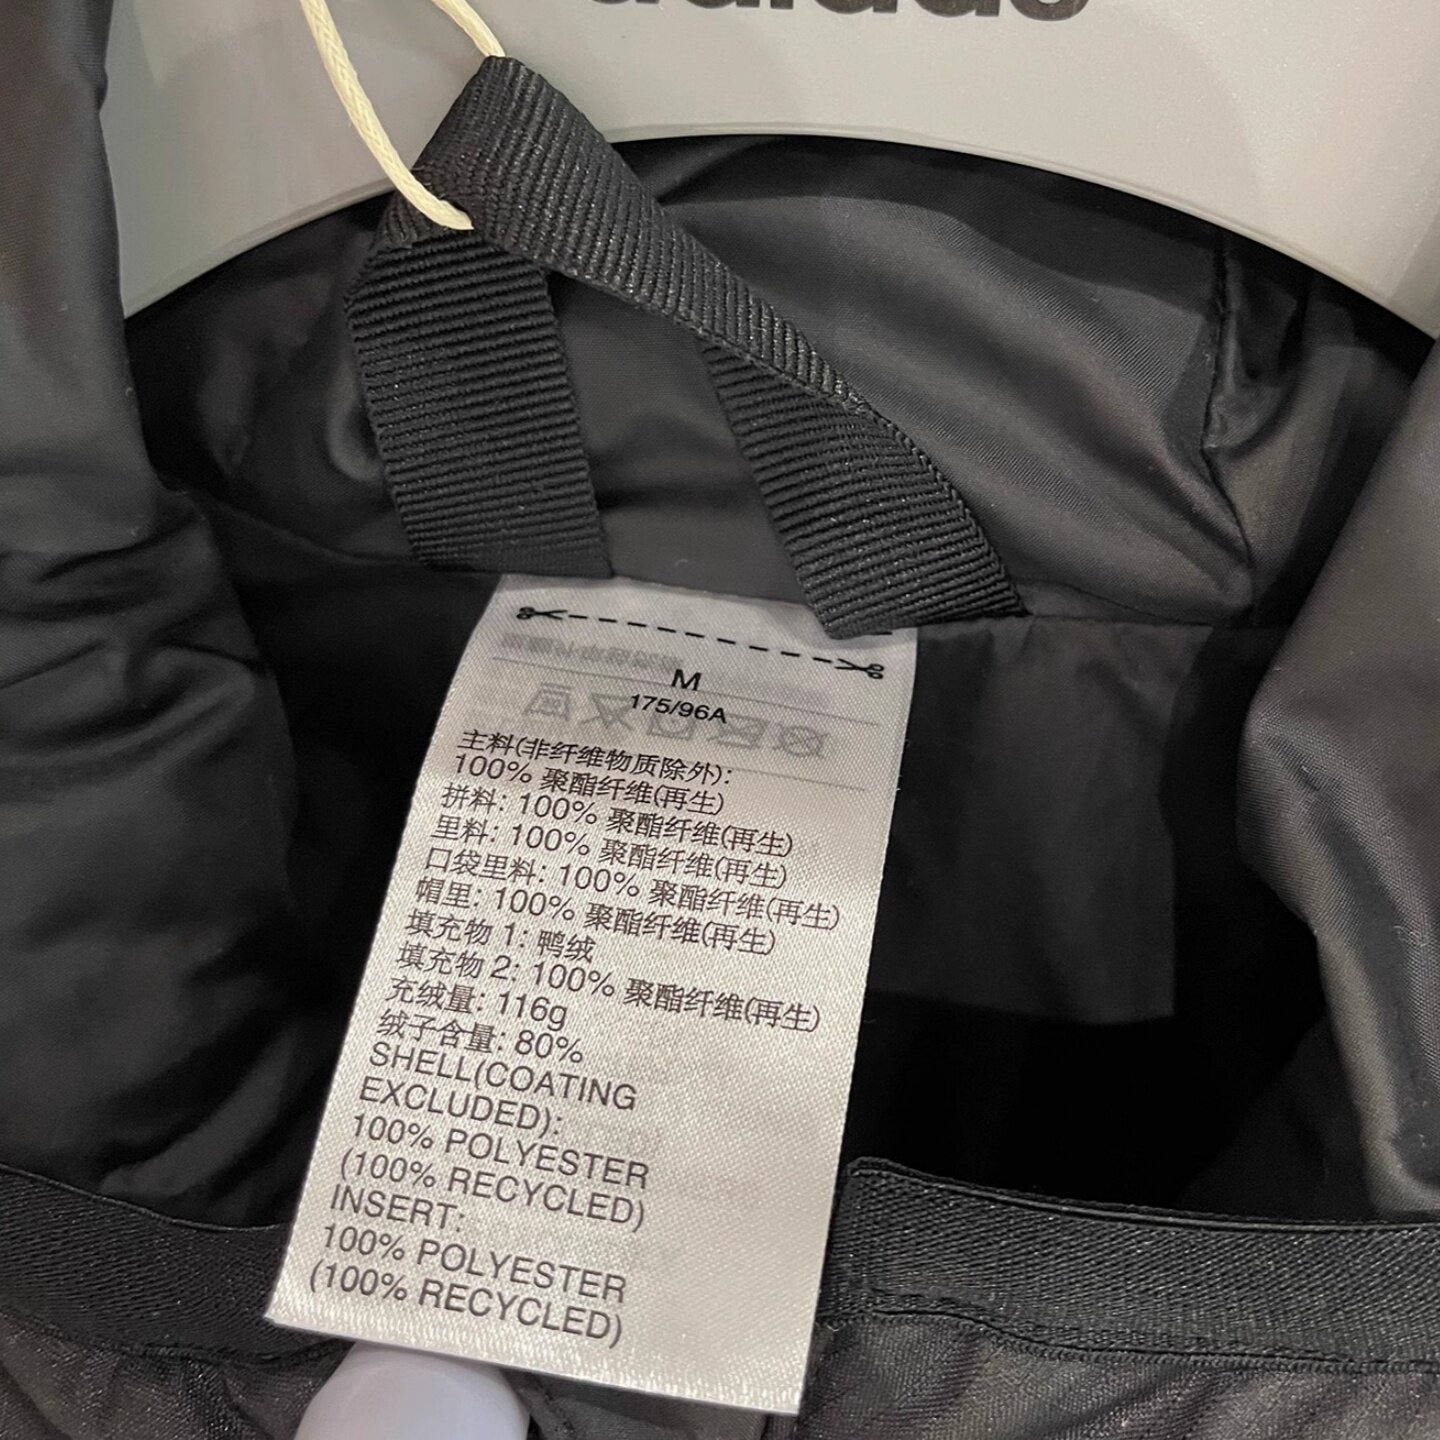 adidas
M
175/96A
主料(非纤维物质除外):
100% 聚酯纤维(再生)
拼料: 100% 聚酯纤维(再生)
里料: 100% 聚酯纤维(再生)
口袋里料: 100% 聚酯纤维(再生)
帽里: 100% 聚酯纤维(再生)
填充物 1: 鸭绒
填充物 2: 100% 聚酯纤维(再生)
充绒量: 116g
绒子含量: 80%
SHELL(COATING
EXCLUDED):
100% POLYESTER
(100% RECYCLED)
INSERT:
100% POLYESTER
(100% RECYCLED)